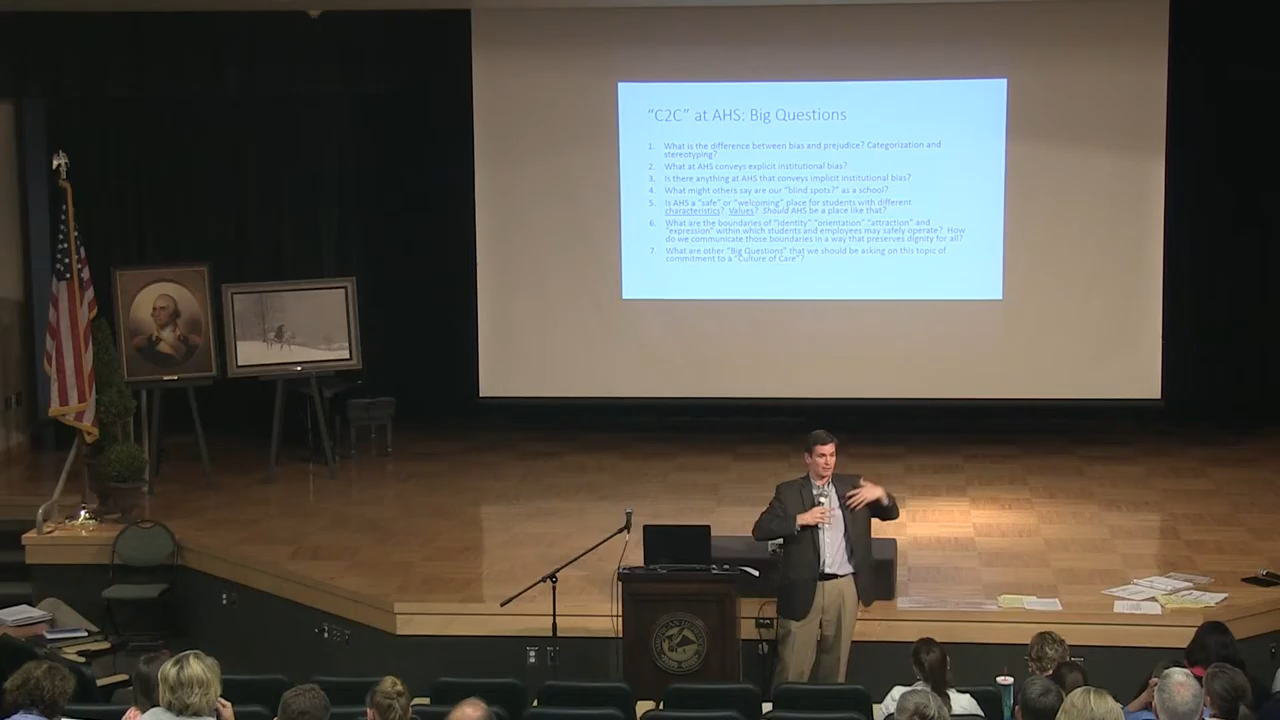 "C2C" at AHS: Big Questions
1. What is the difference between bias and prejudice? Categorization and
stereotyping?
2. What at AHS conveys explicit institutional bias?
3. Is there anything at AHS that conveys implicit institutional bias?
4. What might others say are our "blind spots?" as a school?
5. Is AHS a "safe" or "welcoming" place for students with different
characteristics? Values? Should AHS be a place like that?
6. What are the boundaries of "identity" "orientation" "attraction" and
"expression" within which students and employees may safely operate? How
do we communicate those boundaries in a way that preserves dignity for all?
7. What are other "Big Questions" that we should be asking on this topic of
commitment to a "Culture of Care"?